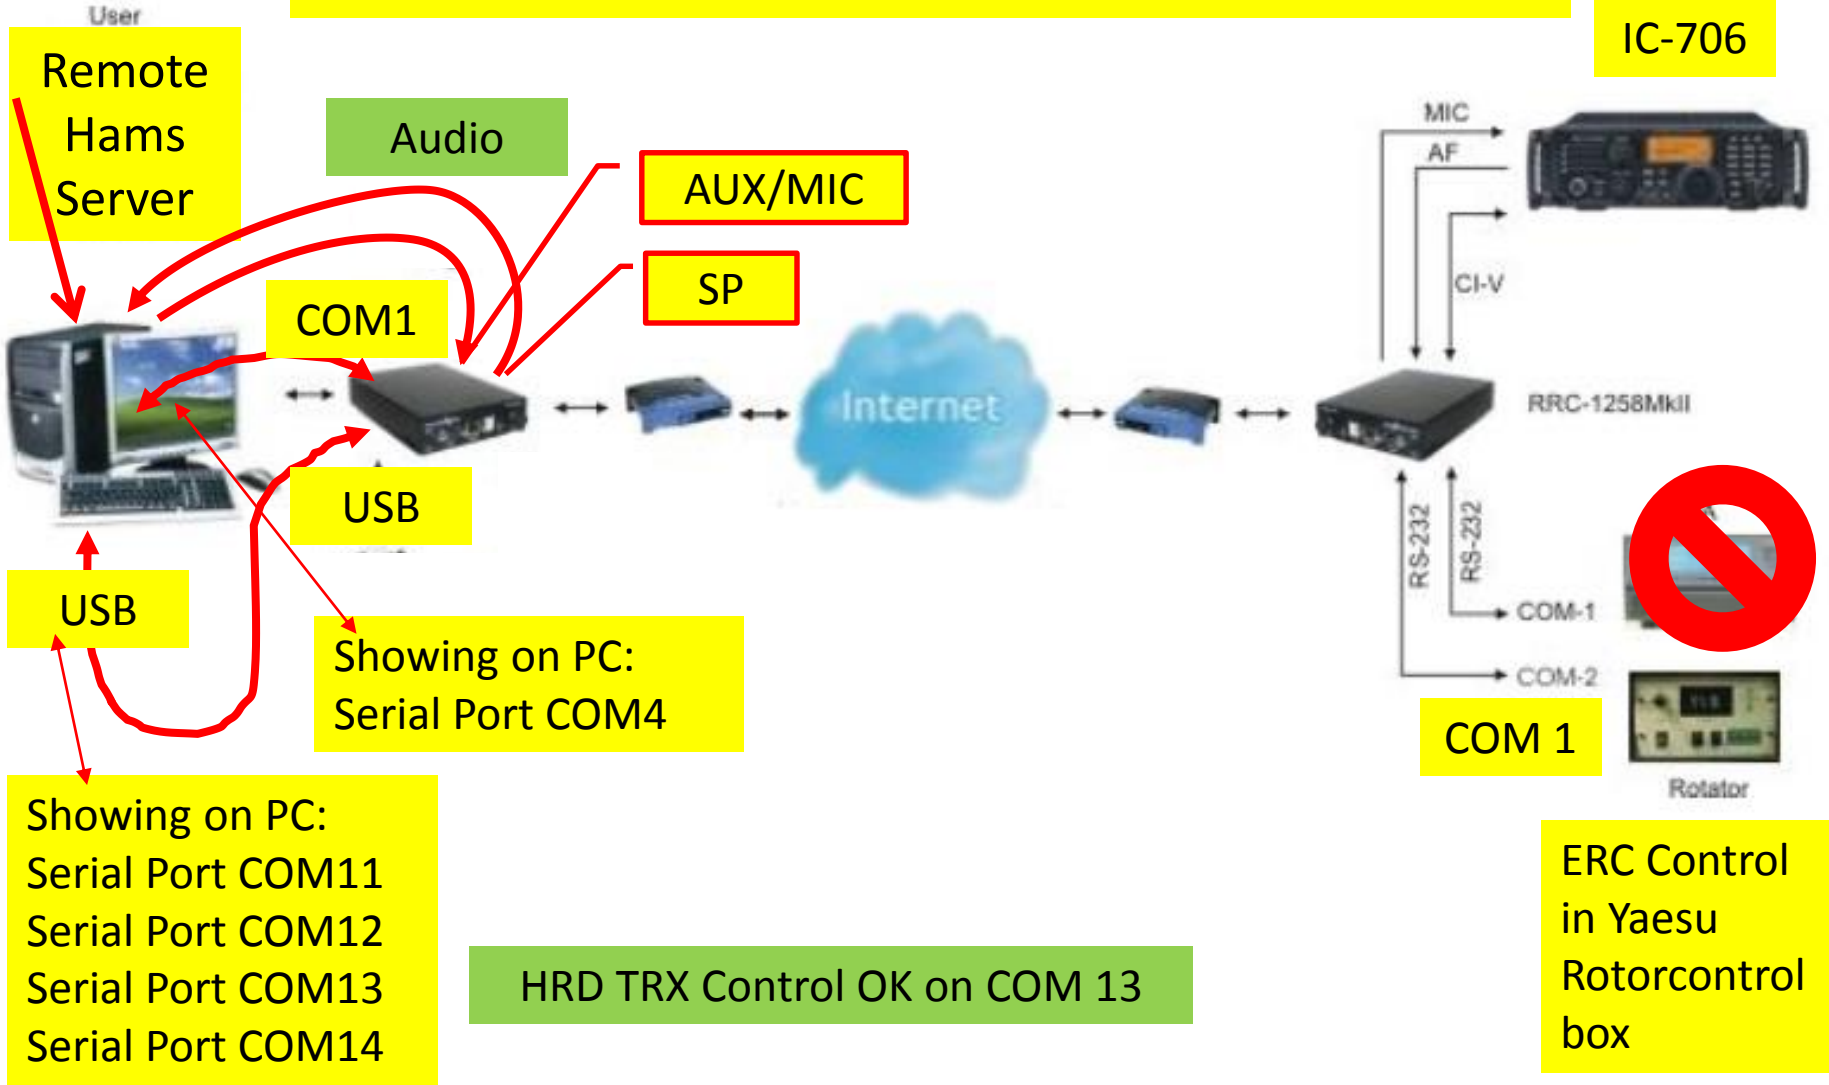 User
IC-706
Remote
Hams
Server
Audio
AUX/MIC
SP
COM1
MIC
AF
CI-V
Internet
RRC-1258MkII
USB
RS-232
RS-232
USB
COM-1
COM-2
Showing on PC:
Serial Port COM4
COM 1
Rotator
Showing on PC:
Serial Port COM11
Serial Port COM12
Serial Port COM13
Serial Port COM14
HRD TRX Control OK on COM 13
ERC Control
in Yaesu
Rotorcontrol
box